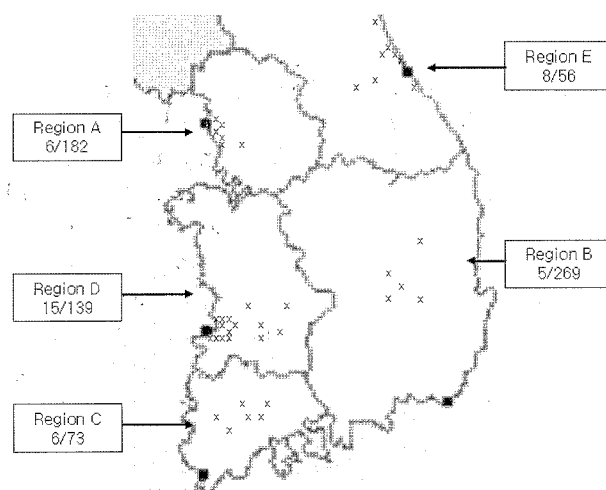 Region E
8/56
Region A
6/182
Region B
5/269
Region D
15/139
Region C
6/73